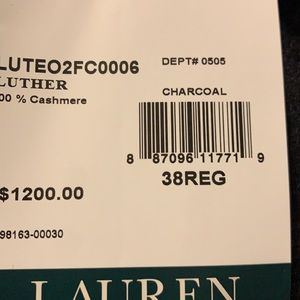 LUTEO2FC0006
DEPT# 0505
LUTHER
00 % Cashmere
CHARCOAL
8 87096 11771 9
38REG
$1200.00
98163-00030
LAUREN